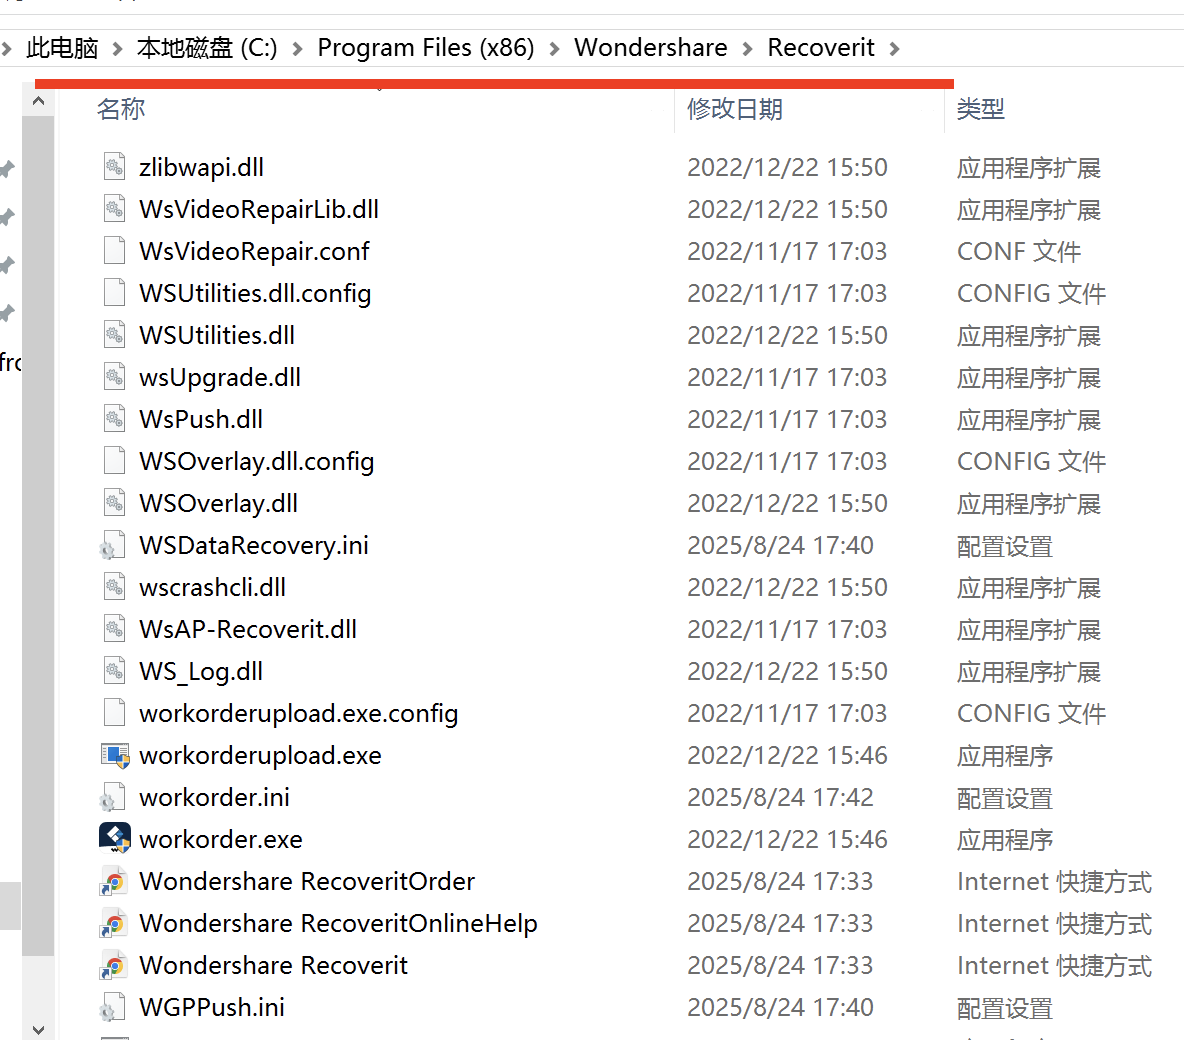 此电脑 > 本地磁盘 (C:) > Program Files (x86) > Wondershare > Recoverit >
名称 修改日期 类型
zlibwapi.dll 2022/12/22 15:50 应用程序扩展
WsVideoRepairLib.dll 2022/12/22 15:50 应用程序扩展
WsVideoRepair.conf 2022/11/17 17:03 CONF 文件
WSUtilities.dll.config 2022/11/17 17:03 CONFIG 文件
WSUtilities.dll 2022/12/22 15:50 应用程序扩展
wsUpgrade.dll 2022/11/17 17:03 应用程序扩展
WsPush.dll 2022/11/17 17:03 应用程序扩展
WSOverlay.dll.config 2022/11/17 17:03 CONFIG 文件
WSOverlay.dll 2022/12/22 15:50 应用程序扩展
WSDataRecovery.ini 2025/8/24 17:40 配置设置
wscrashcli.dll 2022/12/22 15:50 应用程序扩展
WsAP-Recoverit.dll 2022/11/17 17:03 应用程序扩展
WS_Log.dll 2022/12/22 15:50 应用程序扩展
workorderupload.exe.config 2022/11/17 17:03 CONFIG 文件
workorderupload.exe 2022/12/22 15:46 应用程序
workorder.ini 2025/8/24 17:42 配置设置
workorder.exe 2022/12/22 15:46 应用程序
Wondershare RecoveritOrder 2025/8/24 17:33 Internet 快捷方式
Wondershare RecoveritOnlineHelp 2025/8/24 17:33 Internet 快捷方式
Wondershare Recoverit 2025/8/24 17:33 Internet 快捷方式
WGPPush.ini 2025/8/24 17:40 配置设置